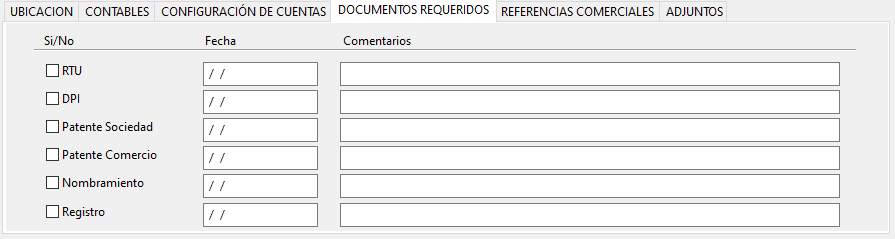 UBICACION CONTABLES CONFIGURACIÓN DE CUENTAS DOCUMENTOS REQUERIDOS REFERENCIAS COMERCIALES ADJUNTOS
Si/No Fecha Comentarios
RTU / /
DPI / /
Patente Sociedad / /
Patente Comercio / /
Nombramiento / /
Registro / /